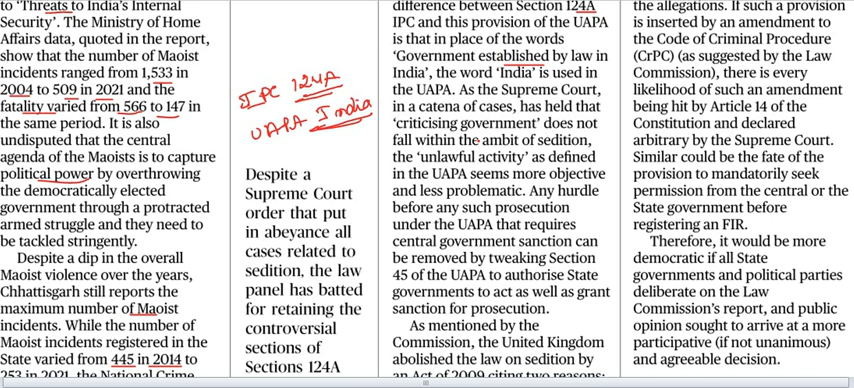 to ‘Threats to India’s Internal
Security’. The Ministry of Home
Affairs data, quoted in the report,
show that the number of Maoist
incidents ranged from 1,533 in
2004 to 509 in 2021 and the
fatality varied from 566 to 147 in
the same period. It is also
undisputed that the central
agenda of the Maoists is to capture
political power by overthrowing
the democratically elected
government through a protracted
armed struggle and they need to
be tackled stringently.
Despite a dip in the overall
Maoist violence over the years,
Chhattisgarh still reports the
maximum number of Maoist
incidents. While the number of
Maoist incidents registered in the
State varied from 445 in 2014 to
253 in 2021, the National Crime
IPC 124A
UAPA India
Despite a
Supreme Court
order that put
in abeyance all
cases related to
sedition, the law
panel has batted
for retaining the
controversial
sections of
Sections 124A
difference between Section 124A
IPC and this provision of the UAPA
is that in place of the words
‘Government established by law in
India’, the word ‘India’ is used in
the UAPA. As the Supreme Court,
in a catena of cases, has held that
‘criticising government’ does not
fall within the ambit of sedition,
the ‘unlawful activity’ as defined
in the UAPA seems more objective
and less problematic. Any hurdle
before any such prosecution
under the UAPA that requires
central government sanction can
be removed by tweaking Section
45 of the UAPA to authorise State
governments to act as well as grant
sanction for prosecution.
As mentioned by the
Commission, the United Kingdom
abolished the law on sedition by
an Act of 2009 citing two reasons:
the allegations. If such a provision
is inserted by an amendment to
the Code of Criminal Procedure
(CrPC) (as suggested by the Law
Commission), there is every
likelihood of such an amendment
being hit by Article 14 of the
Constitution and declared
arbitrary by the Supreme Court.
Similar could be the fate of the
provision to mandatorily seek
permission from the central or the
State government before
registering an FIR.
Therefore, it would be more
democratic if all State
governments and political parties
deliberate on the Law
Commission’s report, and public
opinion sought to arrive at a more
participative (if not unanimous)
and agreeable decision.